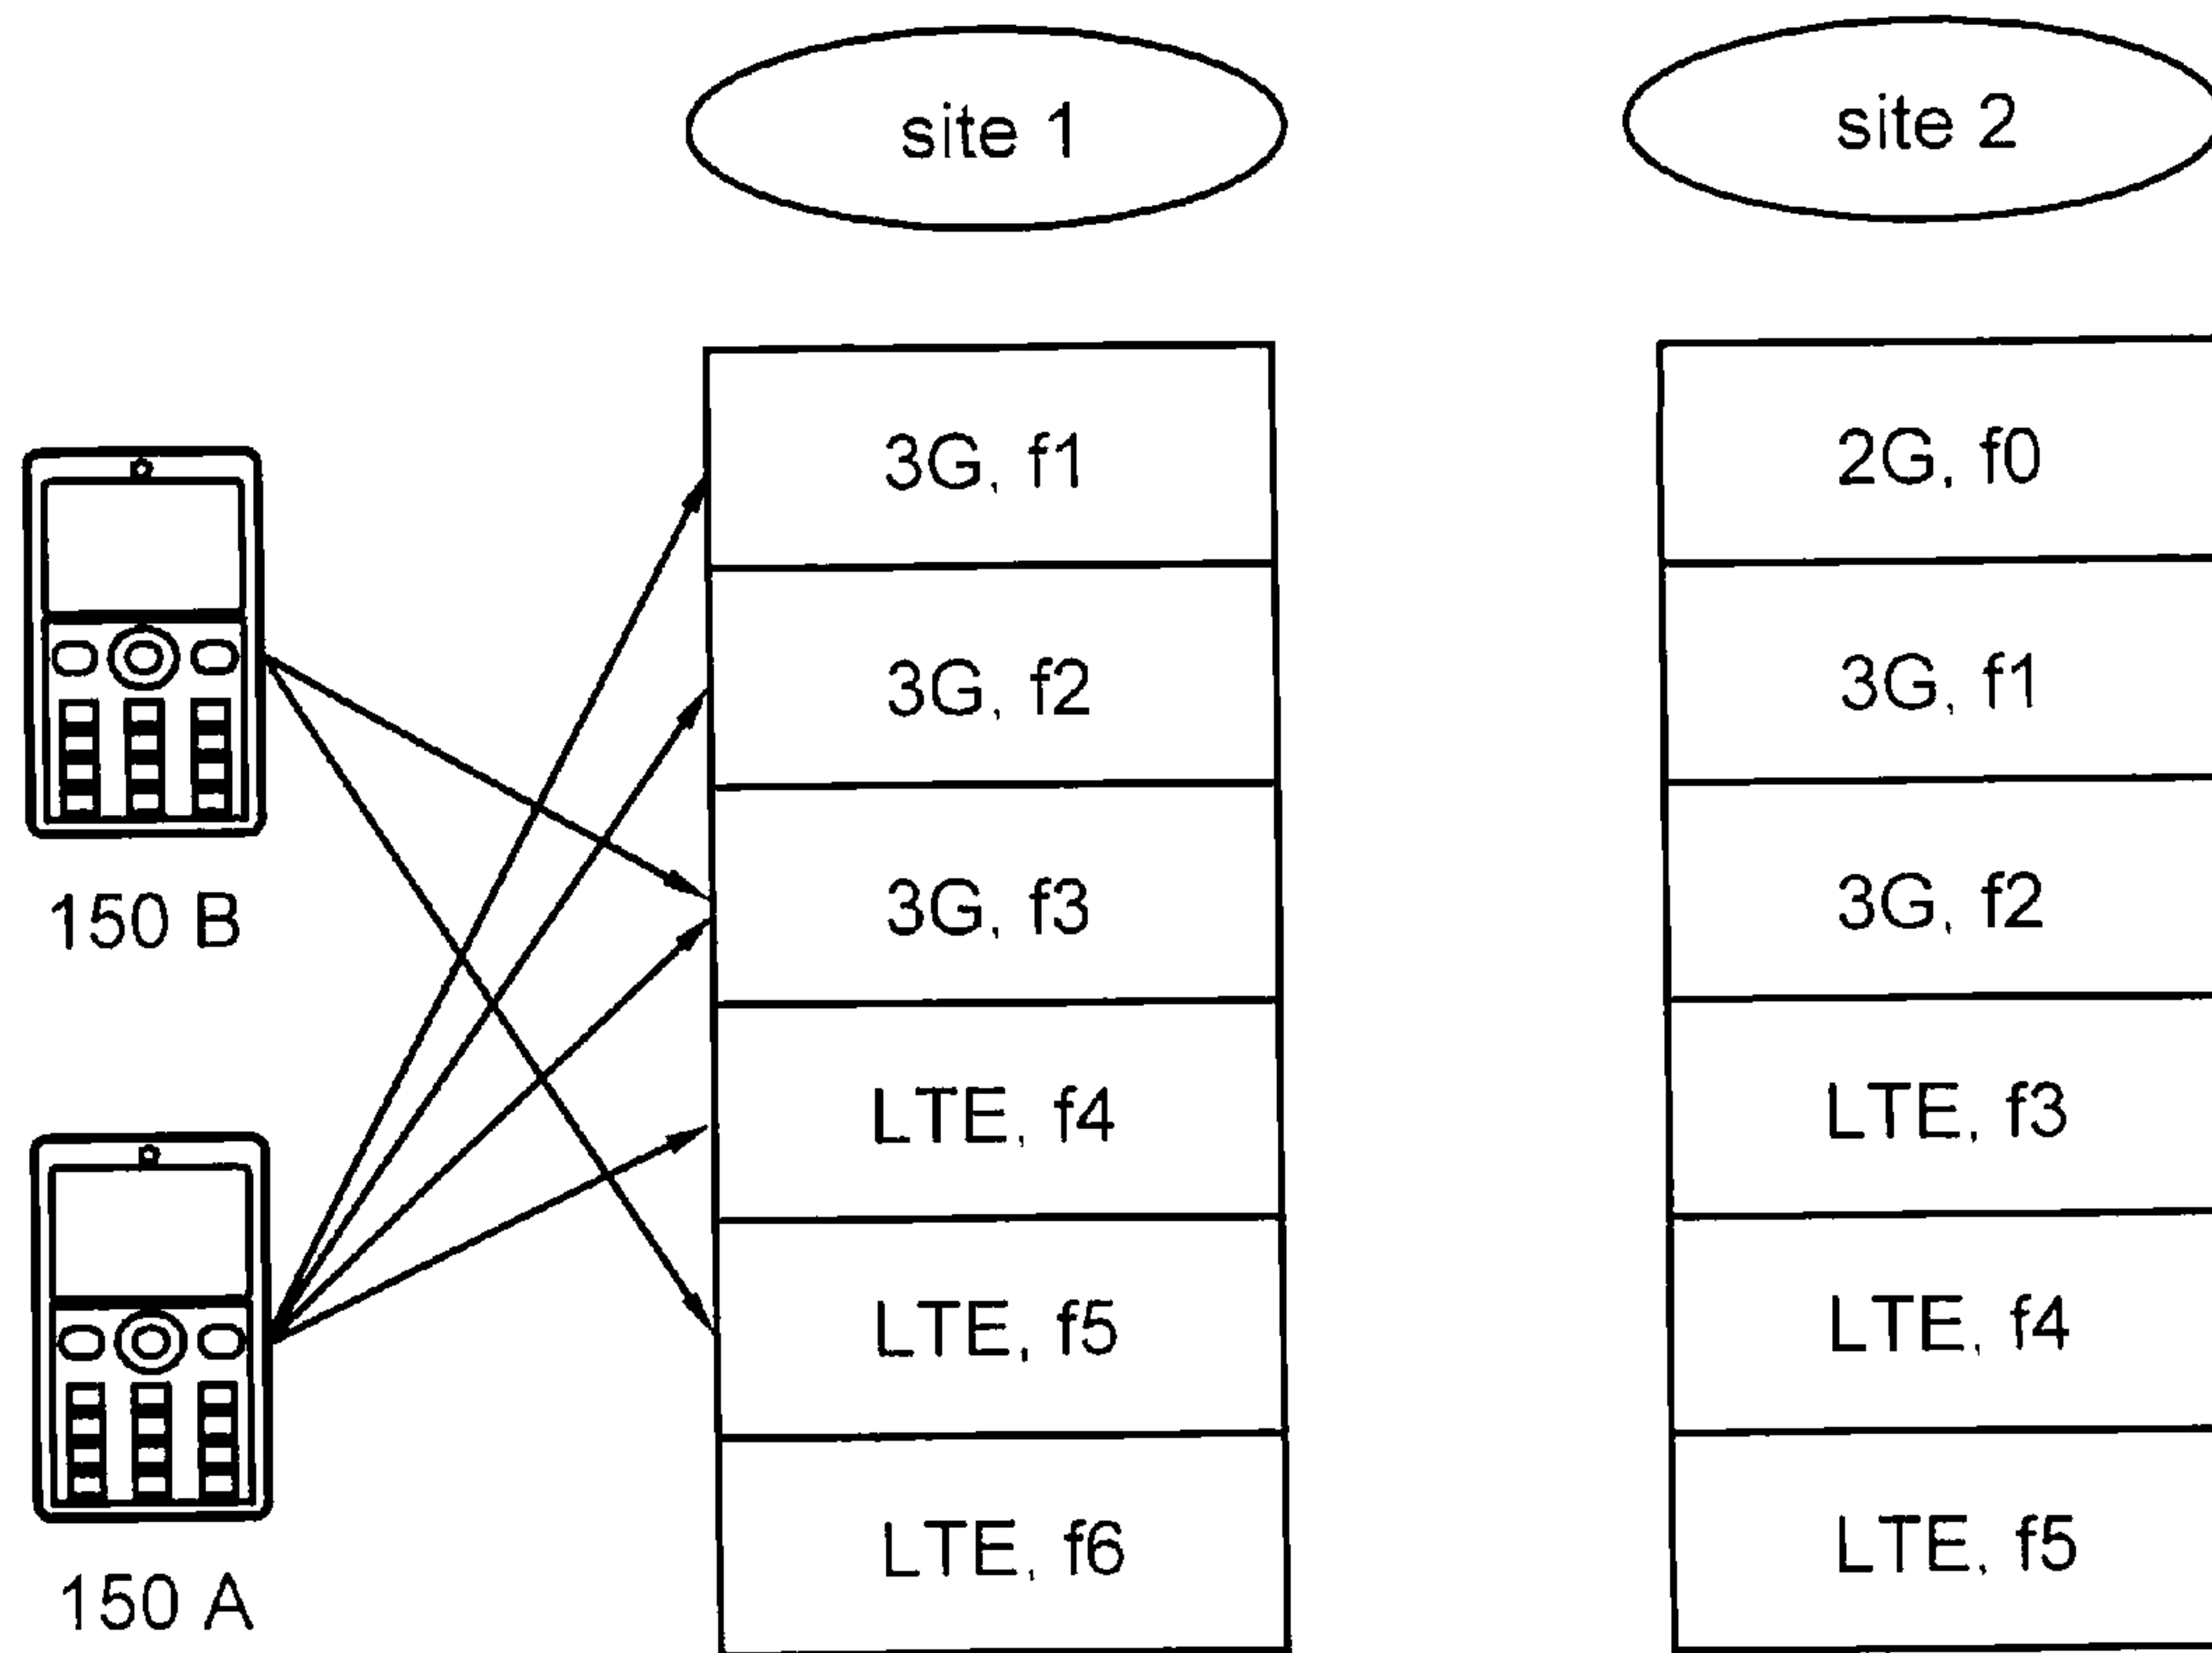 site 1
site 2
3G, f1
3G, f2
3G, f3
LTE, f4
LTE, f5
LTE, f6
2G, f0
3G, f1
3G, f2
LTE, f3
LTE, f4
LTE, f5
150 B
150 A